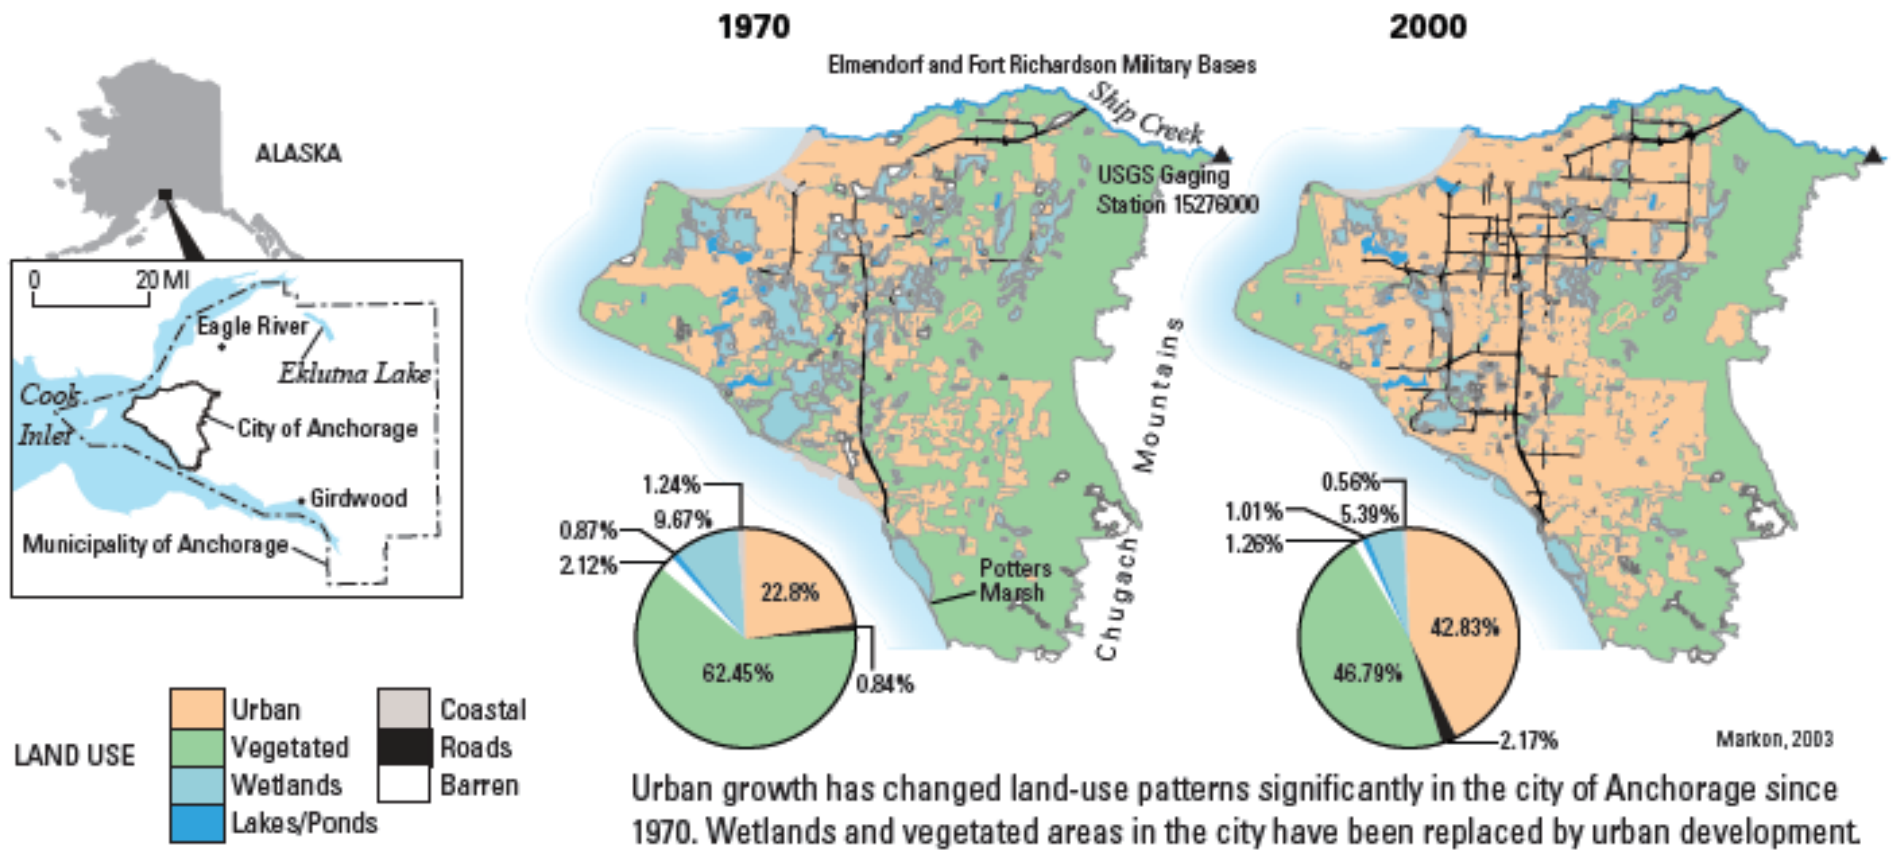 1970
2000
Elmendorf and Fort Richardson Military Bases
Ship Creek
USGS Gaging
Station 15276000
ALASKA
0
20 MI
Eagle River
Eklutna Lake
Cook
Inlet
City of Anchorage
Girdwood
Municipality of Anchorage
Chugach Mountains
Potters
Marsh
1.24%
9.67%
0.87%
2.12%
22.8%
62.45%
0.84%
0.56%
5.39%
1.01%
1.26%
42.83%
46.79%
2.17%
Markon, 2003
LAND USE
Urban
Vegetated
Wetlands
Lakes/Ponds
Coastal
Roads
Barren
Urban growth has changed land-use patterns significantly in the city of Anchorage since
1970. Wetlands and vegetated areas in the city have been replaced by urban development.